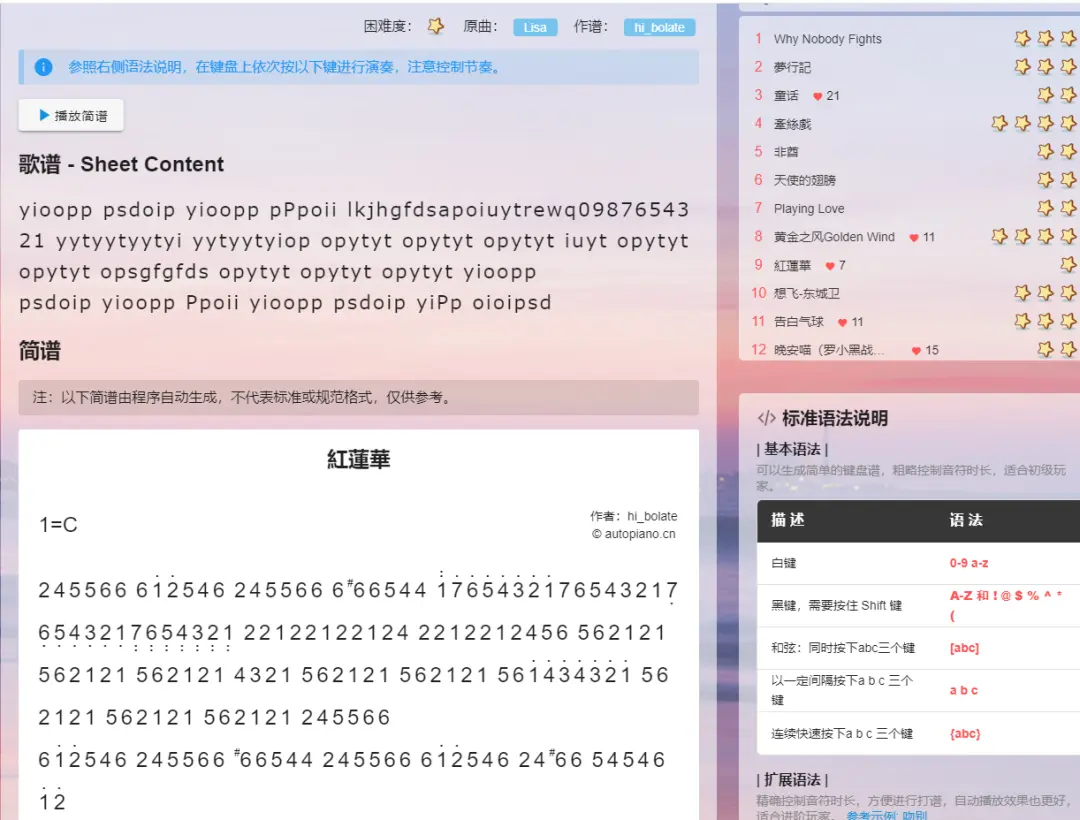 困难度： 原曲： Lisa 作谱： hi_bolate
参照右侧语法说明，在键盘上依次按以下键进行演奏，注意控制节奏。
播放简谱
歌谱 - Sheet Content
yioopp psdoip yioopp pPpoii lkjhgfdsapoiuytrewq09876543
21 yytyytyytyi yytyytyiop opytyt opytyt opytyt iuyt opytyt
opytyt opsgfgfds opytyt opytyt opytyt yioopp
psdoip yioopp Ppoii yioopp psdoip yiPp oioipsd
简谱
注：以下简谱由程序自动生成，不代表标准或规范格式，仅供参考。
紅蓮華
1=C
作者：hi_bolate
© autopiano.cn
245566 612546 245566 6#66544 1765432176543217
6543217654321 22122122124 2212212456 562121
562121 562121 4321 562121 562121 561434321 56
2121 562121 562121 245566
612546 245566 #66544 245566 612546 24#66 54546
12
1 Why Nobody Fights
2 夢行記
3 童话 21
4 牽絲戲
5 非酋
6 天使的翅膀
7 Playing Love
8 黄金之风Golden Wind 11
9 紅蓮華 7
10 想飞-东城卫
11 告白气球 11
12 晚安喵（罗小黑战... 15
</> 标准语法说明
| 基本语法 |
可以生成简单的键盘谱，粗略控制音符时长，适合初级玩
家。
描述 语法
白键 0-9 a-z
黑键，需要按住 Shift 键 A-Z 和 ! @ $ % ^ *
(
和弦：同时按下abc三个键 [abc]
以一定间隔按下a b c 三个
键 a b c
连续快速按下a b c 三个键 {abc}
| 扩展语法 |
精确控制音符时长，方便进行打谱，自动播放效果也更好，
适合进阶玩家。 参考示例: 吻别